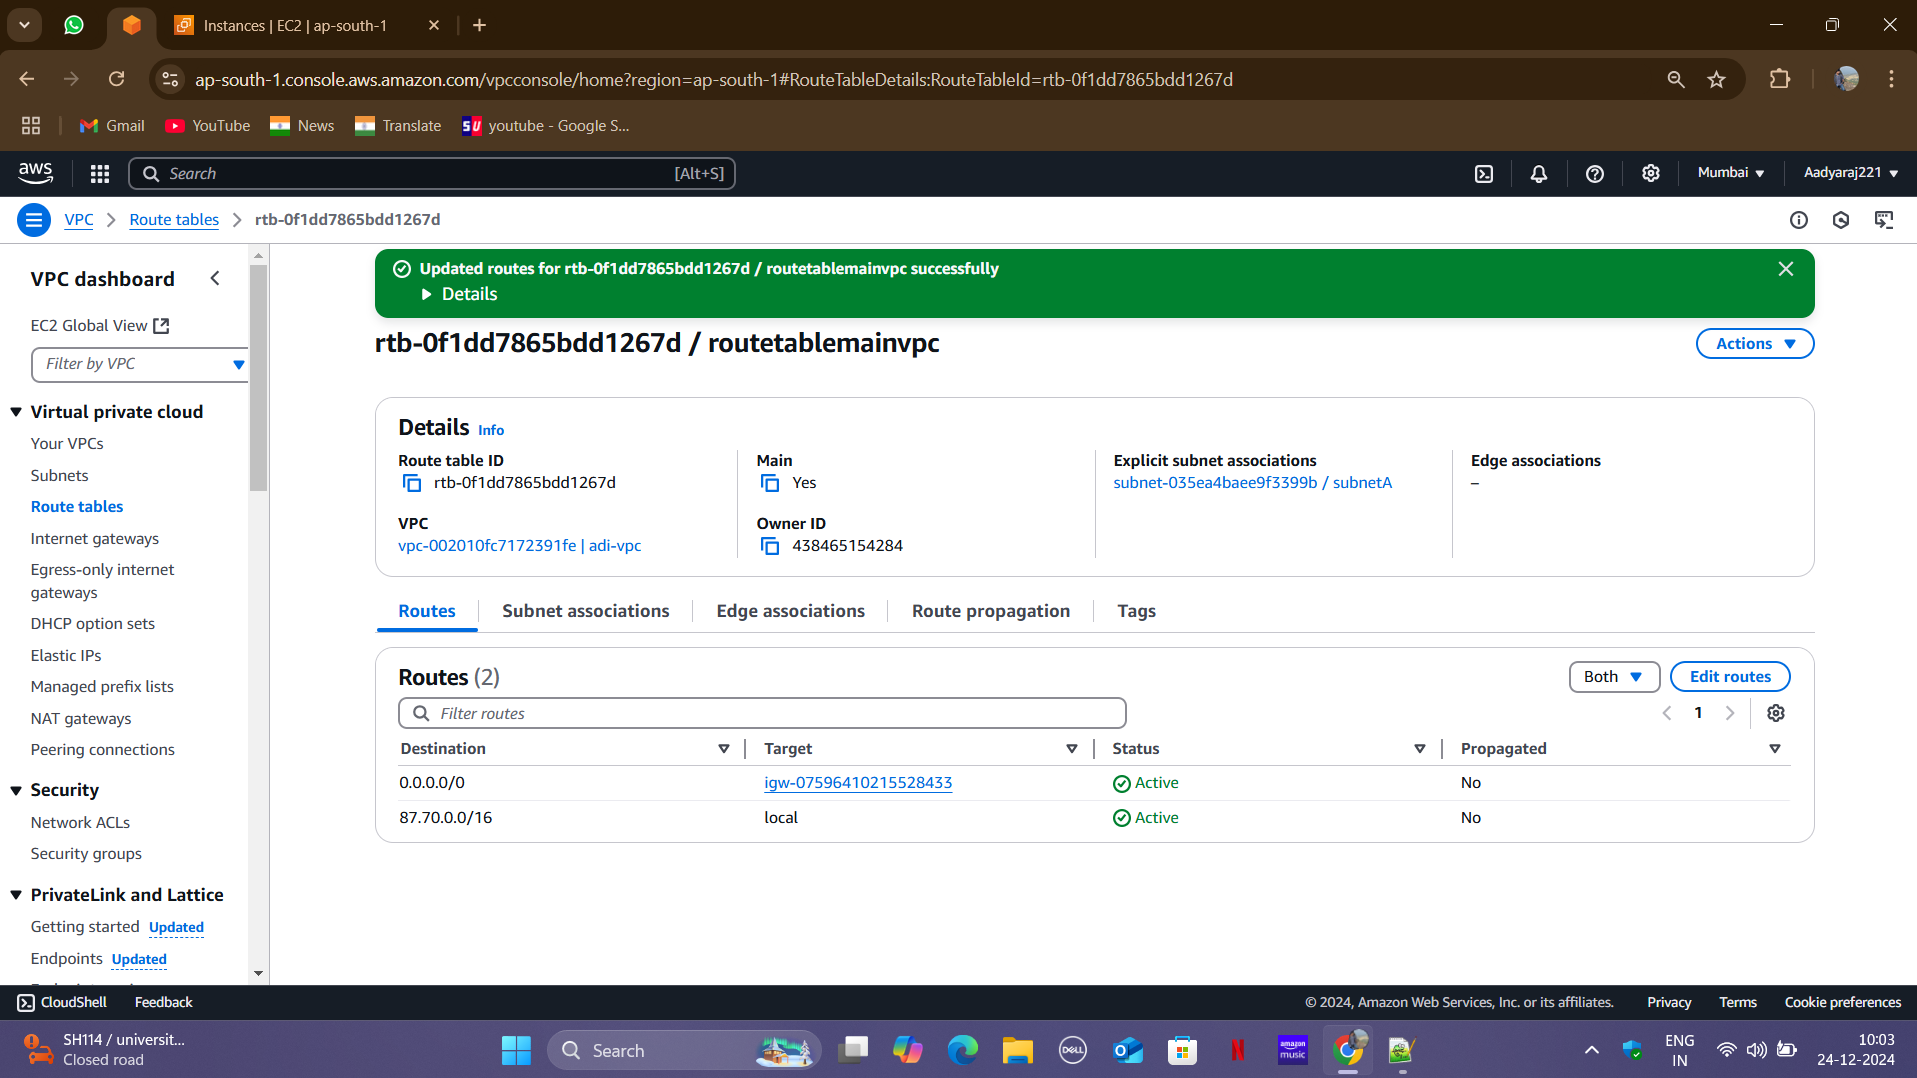 Instances | EC2 | ap-south-1
ap-south-1.console.aws.amazon.com/vpcconsole/home?region=ap-south-1#RouteTableDetails:RouteTableId=rtb-0f1dd7865bdd1267d
Gmail
YouTube
News
Translate
SU youtube - Google S...
aws
Search
[Alt+S]
Mumbai
Aadyaraj221
VPC
Route tables
rtb-0f1dd7865bdd1267d
VPC dashboard
EC2 Global View
Filter by VPC
Virtual private cloud
Your VPCs
Subnets
Route tables
Internet gateways
Egress-only internet
gateways
DHCP option sets
Elastic IPs
Managed prefix lists
NAT gateways
Peering connections
Security
Network ACLs
Security groups
PrivateLink and Lattice
Getting started Updated
Endpoints Updated
Updated routes for rtb-0f1dd7865bdd1267d / routetablemainvpc successfully
Details
rtb-0f1dd7865bdd1267d / routetablemainvpc
Actions
Details Info
Route table ID
rtb-0f1dd7865bdd1267d
Main
Yes
Explicit subnet associations
subnet-035ea4baee9f3399b / subnetA
Edge associations
–
VPC
vpc-002010fc7172391fe | adi-vpc
Owner ID
438465154284
Routes
Subnet associations
Edge associations
Route propagation
Tags
Routes (2)
Both
Edit routes
Filter routes
1
Destination Target Status Propagated
0.0.0.0/0 igw-07596410215528433 Active No
87.70.0.0/16 local Active No
CloudShell
Feedback
© 2024, Amazon Web Services, Inc. or its affiliates.
Privacy
Terms
Cookie preferences
SH114 / universit...
Closed road
Search
DELL
amazon
music
ENG
IN
10:03
24-12-2024